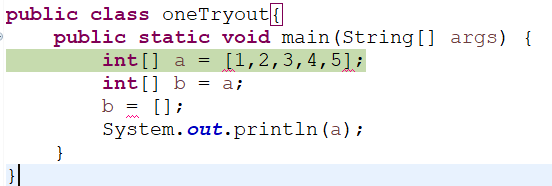 public class oneTryout{
    public static void main(String[] args) {
        int[] a = [1,2,3,4,5];
        int[] b = a;
        b = [];
        System.out.println(a);
    }
}